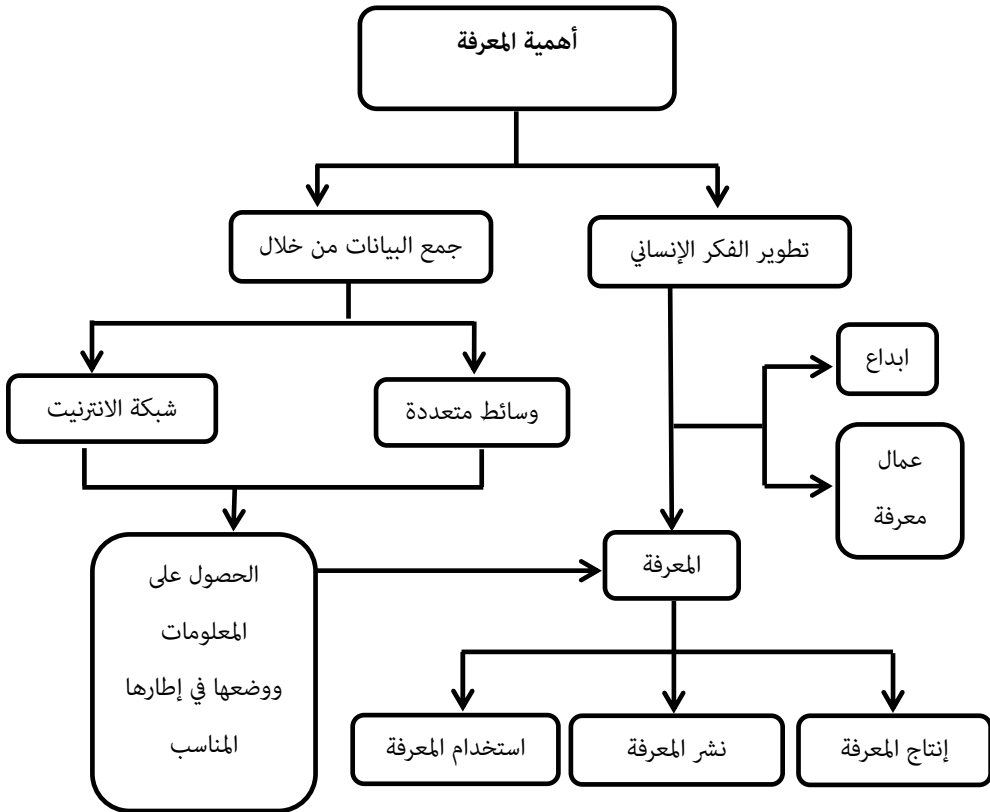 أهمية المعرفة
تطوير الفكر الإنساني
جمع البيانات من خلال
ابداع
عمال
معرفة
وسائط متعددة
شبكة الانترنيت
المعرفة
الحصول على
المعلومات
ووضعها في إطارها
المناسب
إنتاج المعرفة
نشر المعرفة
استخدام المعرفة